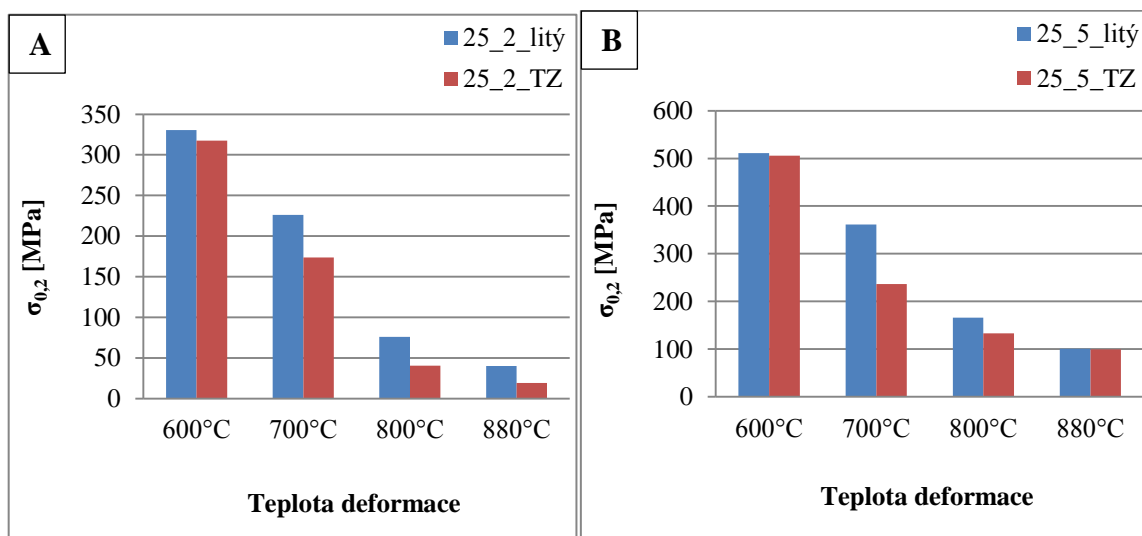 A
25_2_litý
25_2_TZ
350
300
250
200
150
100
50
0
σ0,2 [MPa]
600°C 700°C 800°C 880°C
Teplota deformace
B
25_5_litý
25_5_TZ
600
500
400
300
200
100
0
σ0,2 [MPa]
600°C 700°C 800°C 880°C
Teplota deformace